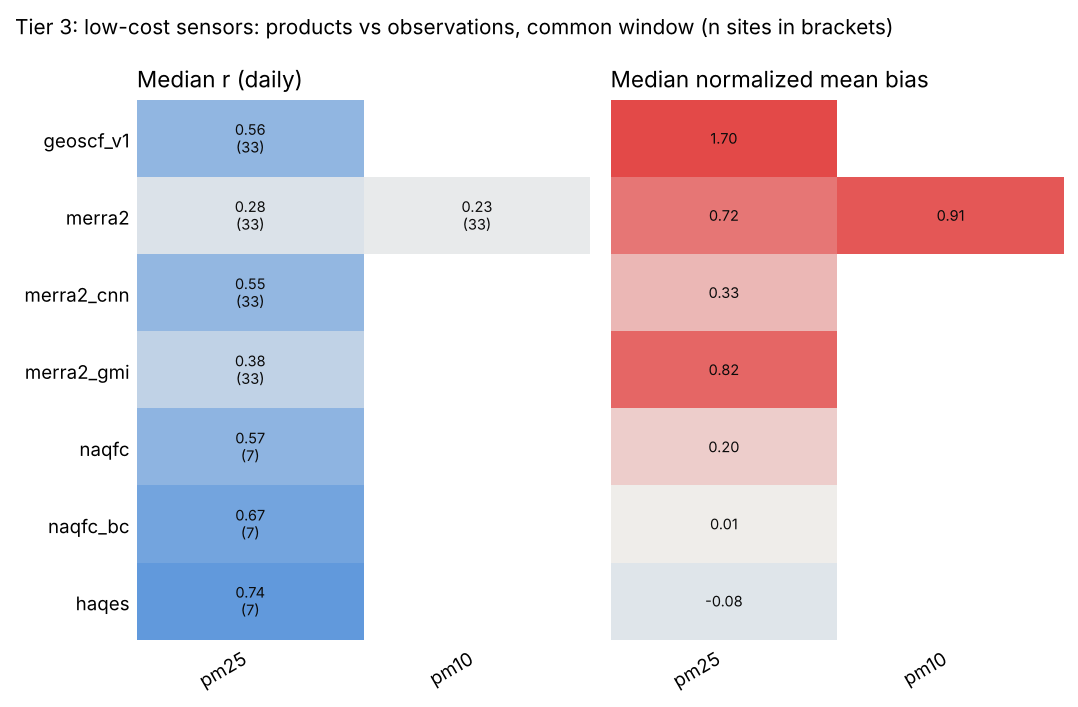 Tier 3: low-cost sensors: products vs observations, common window (n sites in brackets)
Median r (daily)
Median normalized mean bias
geoscf_v1
0.56
(33)
1.70
merra2
0.28
(33)
0.23
(33)
0.72
0.91
merra2_cnn
0.55
(33)
0.33
merra2_gmi
0.38
(33)
0.82
naqfc
0.57
(7)
0.20
naqfc_bc
0.67
(7)
0.01
haqes
0.74
(7)
-0.08
pm25
pm10
pm25
pm10